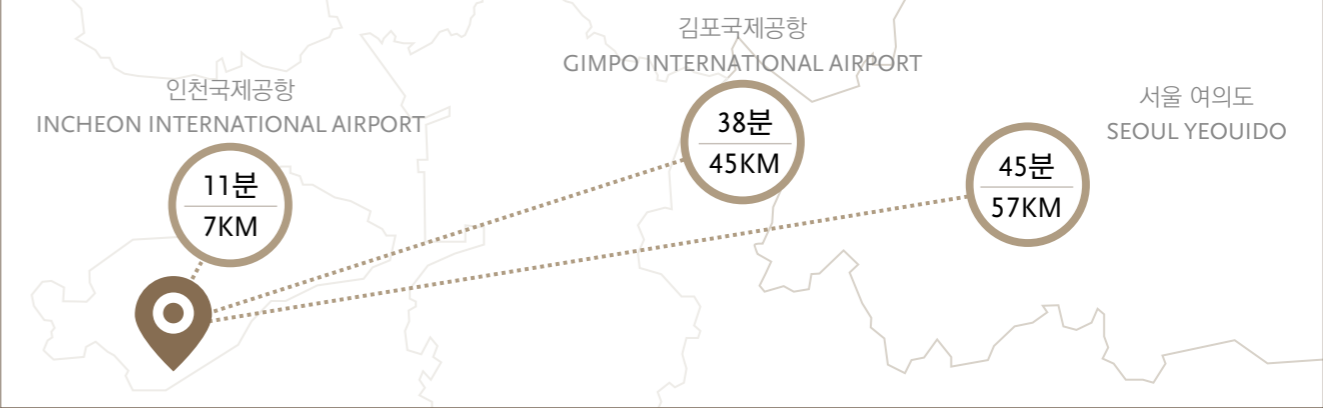 인천국제공항
INCHEON INTERNATIONAL AIRPORT
11분
7KM
김포국제공항
GIMPO INTERNATIONAL AIRPORT
38분
45KM
서울 여의도
SEOUL YEOUIDO
45분
57KM